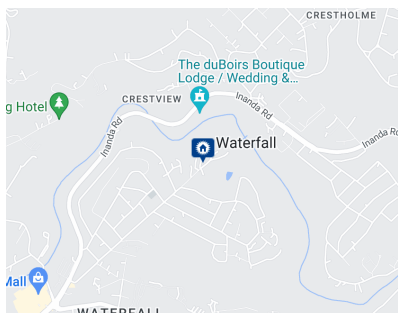 CRESTHOLME
The duBoirs Boutique
Lodge / Wedding &...
CRESTVIEW
Inanda Rd
g Hotel
Inanda Rd
Inanda Rd
Waterfall
Mall
WATERFALL